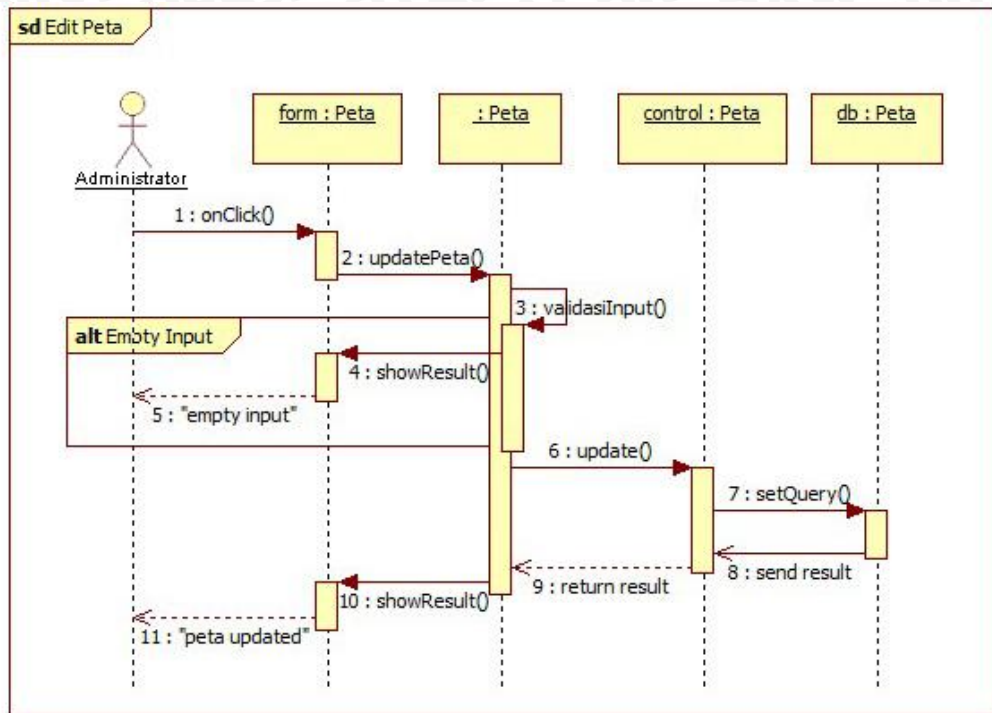 sd Edit Peta
form : Peta
: Peta
control : Peta
db : Peta
Administrator
1 : onClick()
2 : updatePeta()
3 : validasiInput()
alt Empty Input
4 : showResult()
5 : "empty input"
6 : update()
7 : setQuery()
8 : send result
9 : return result
10 : showResult()
11 : "peta updated"